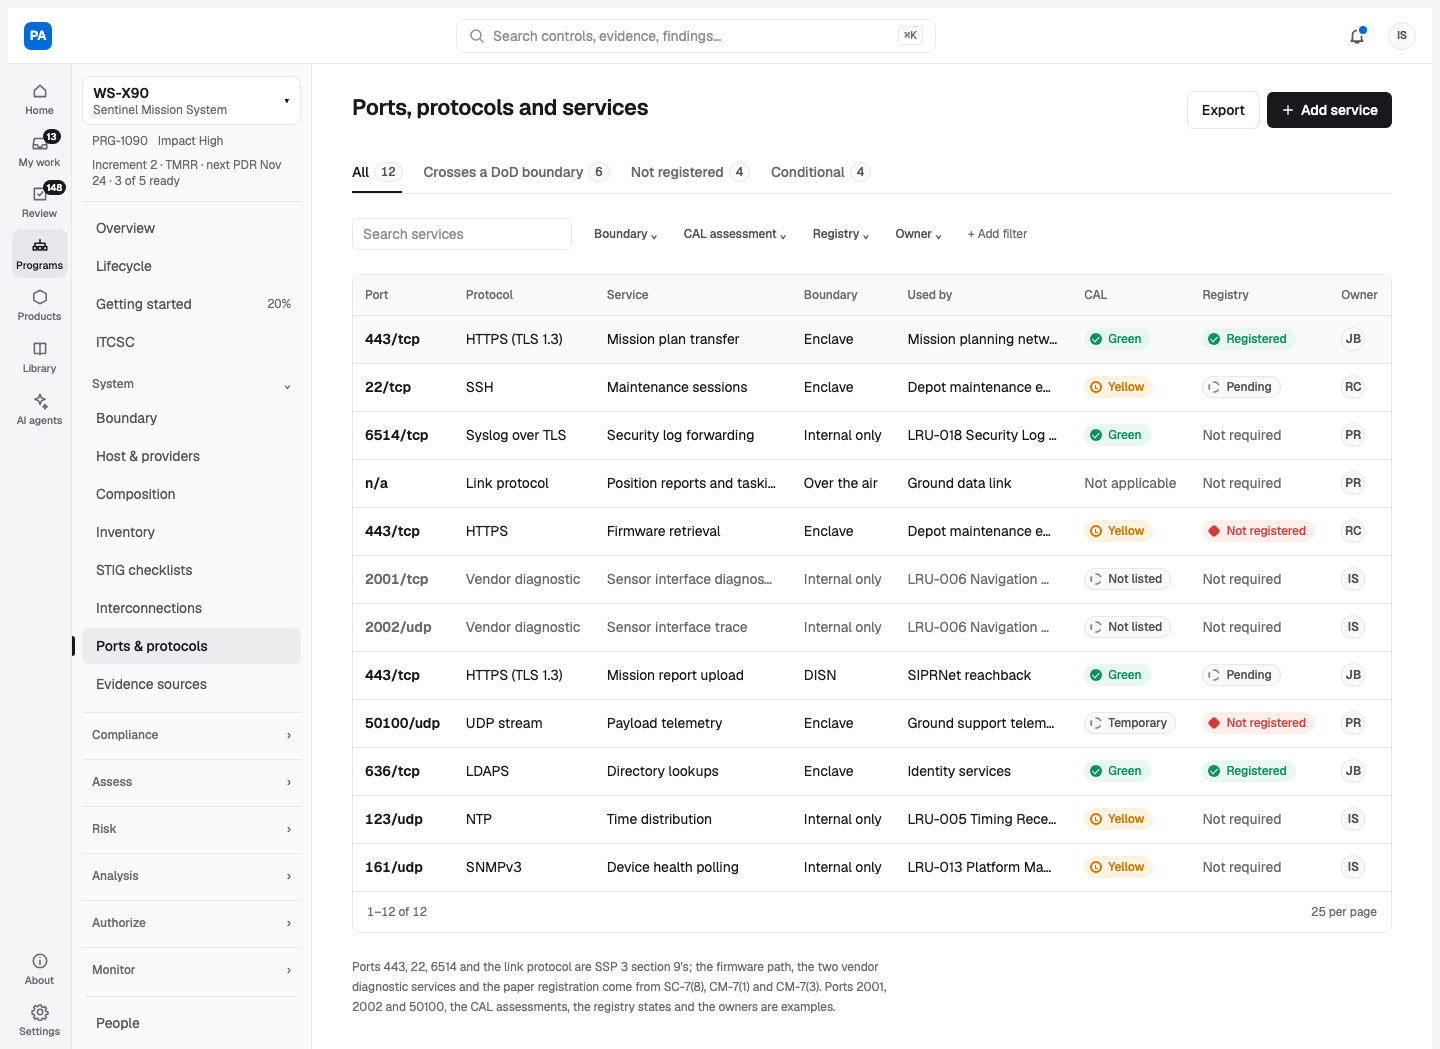 PA
Search controls, evidence, findings...
⌘K
IS
Home
13
My work
148
Review
Programs
Products
Library
AI agents
About
Settings
WS-X90
Sentinel Mission System
PRG-1090 Impact High
Increment 2 · TMRR · next PDR Nov
24 · 3 of 5 ready
Overview
Lifecycle
Getting started 20%
ITCSC
System
Boundary
Host & providers
Composition
Inventory
STIG checklists
Interconnections
Ports & protocols
Evidence sources
Compliance
Assess
Risk
Analysis
Authorize
Monitor
People
Ports, protocols and services
Export
+ Add service
All 12 Crosses a DoD boundary 6 Not registered 4 Conditional 4
Search services Boundary CAL assessment Registry Owner + Add filter
Port Protocol Service Boundary Used by CAL Registry Owner
443/tcp HTTPS (TLS 1.3) Mission plan transfer Enclave Mission planning netw... Green Registered JB
22/tcp SSH Maintenance sessions Enclave Depot maintenance e... Yellow Pending RC
6514/tcp Syslog over TLS Security log forwarding Internal only LRU-018 Security Log ... Green Not required PR
n/a Link protocol Position reports and taski... Over the air Ground data link Not applicable Not required PR
443/tcp HTTPS Firmware retrieval Enclave Depot maintenance e... Yellow Not registered RC
2001/tcp Vendor diagnostic Sensor interface diagnos... Internal only LRU-006 Navigation ... Not listed Not required IS
2002/udp Vendor diagnostic Sensor interface trace Internal only LRU-006 Navigation ... Not listed Not required IS
443/tcp HTTPS (TLS 1.3) Mission report upload DISN SIPRNet reachback Green Pending JB
50100/udp UDP stream Payload telemetry Enclave Ground support telem... Temporary Not registered PR
636/tcp LDAPS Directory lookups Enclave Identity services Green Registered JB
123/udp NTP Time distribution Internal only LRU-005 Timing Rece... Yellow Not required IS
161/udp SNMPv3 Device health polling Internal only LRU-013 Platform Ma... Yellow Not required IS
1–12 of 12 25 per page
Ports 443, 22, 6514 and the link protocol are SSP 3 section 9's; the firmware path, the two vendor
diagnostic services and the paper registration come from SC-7(8), CM-7(1) and CM-7(3). Ports 2001,
2002 and 50100, the CAL assessments, the registry states and the owners are examples.